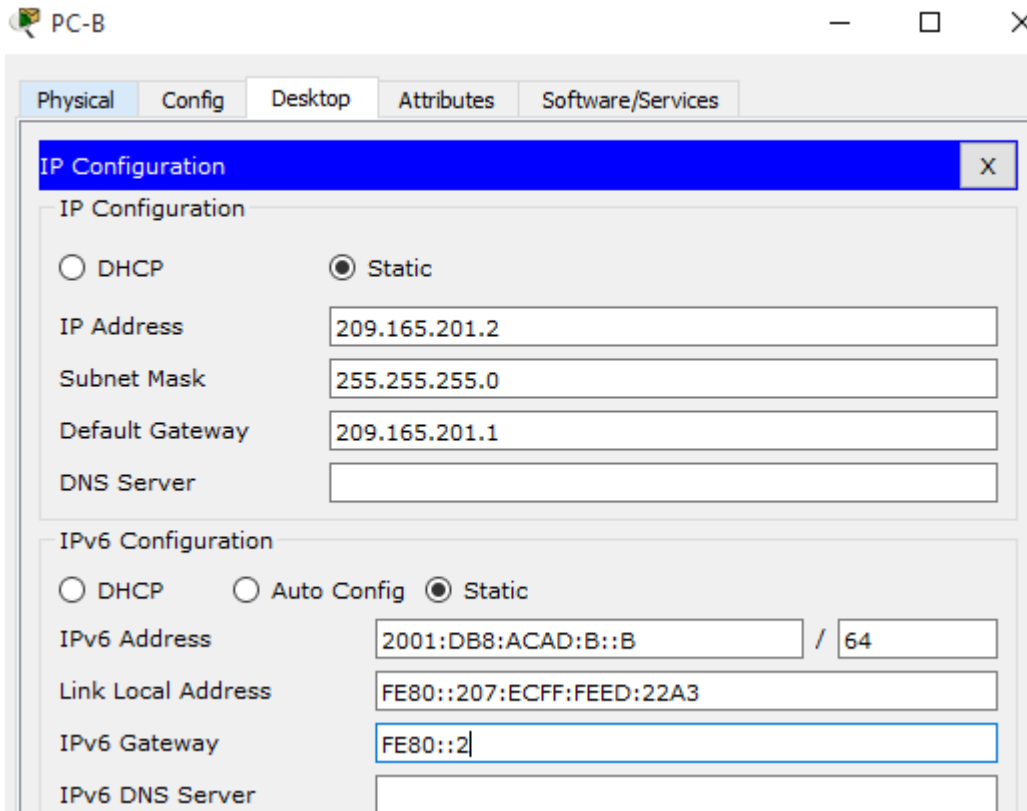 PC-B
Physical Config Desktop Attributes Software/Services
IP Configuration X
IP Configuration
DHCP Static
IP Address 209.165.201.2
Subnet Mask 255.255.255.0
Default Gateway 209.165.201.1
DNS Server
IPv6 Configuration
DHCP Auto Config Static
IPv6 Address 2001:DB8:ACAD:B::B / 64
Link Local Address FE80::207:ECFF:FEED:22A3
IPv6 Gateway FE80::2
IPv6 DNS Server